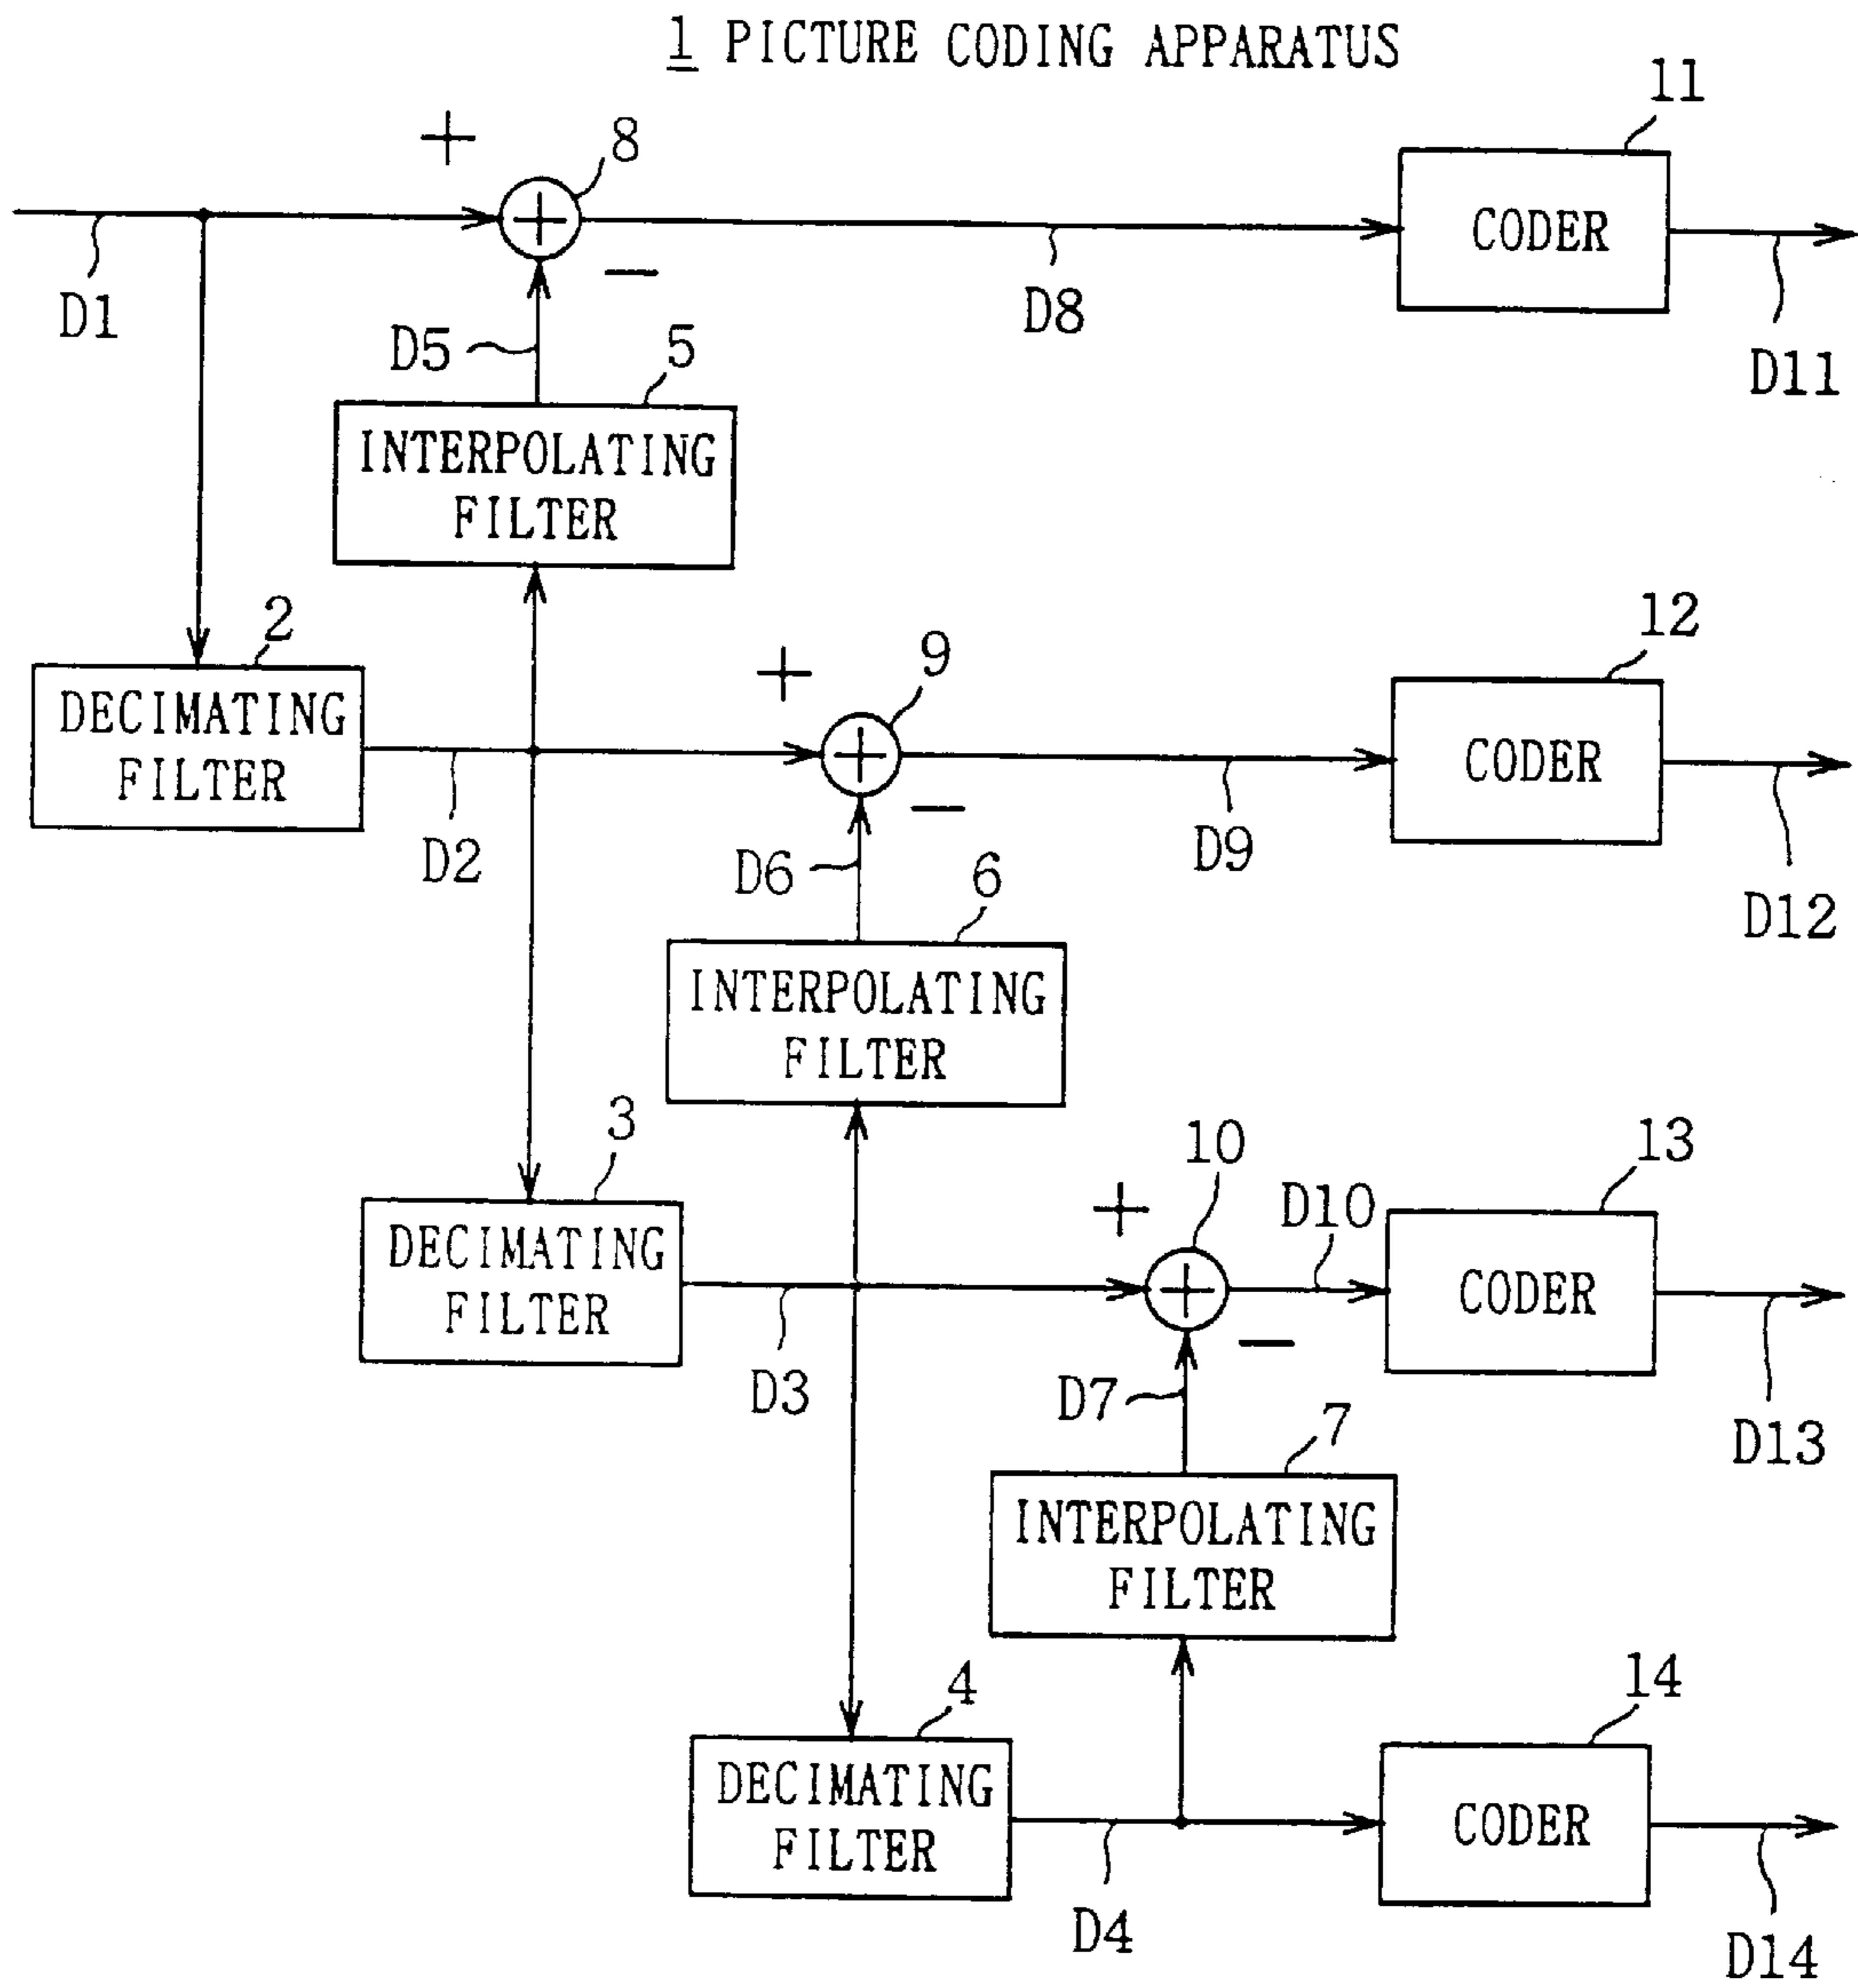 1 PICTURE CODING APPARATUS
11
+
8
CODER
D1
−
D8
D11
D5
5
INTERPOLATING
FILTER
2
12
+
9
DECIMATING
FILTER
CODER
−
D2
D6
D9
D12
6
INTERPOLATING
FILTER
3
10
13
+
D10
DECIMATING
FILTER
CODER
−
D3
D7
D13
7
INTERPOLATING
FILTER
4
14
DECIMATING
FILTER
CODER
D4
D14